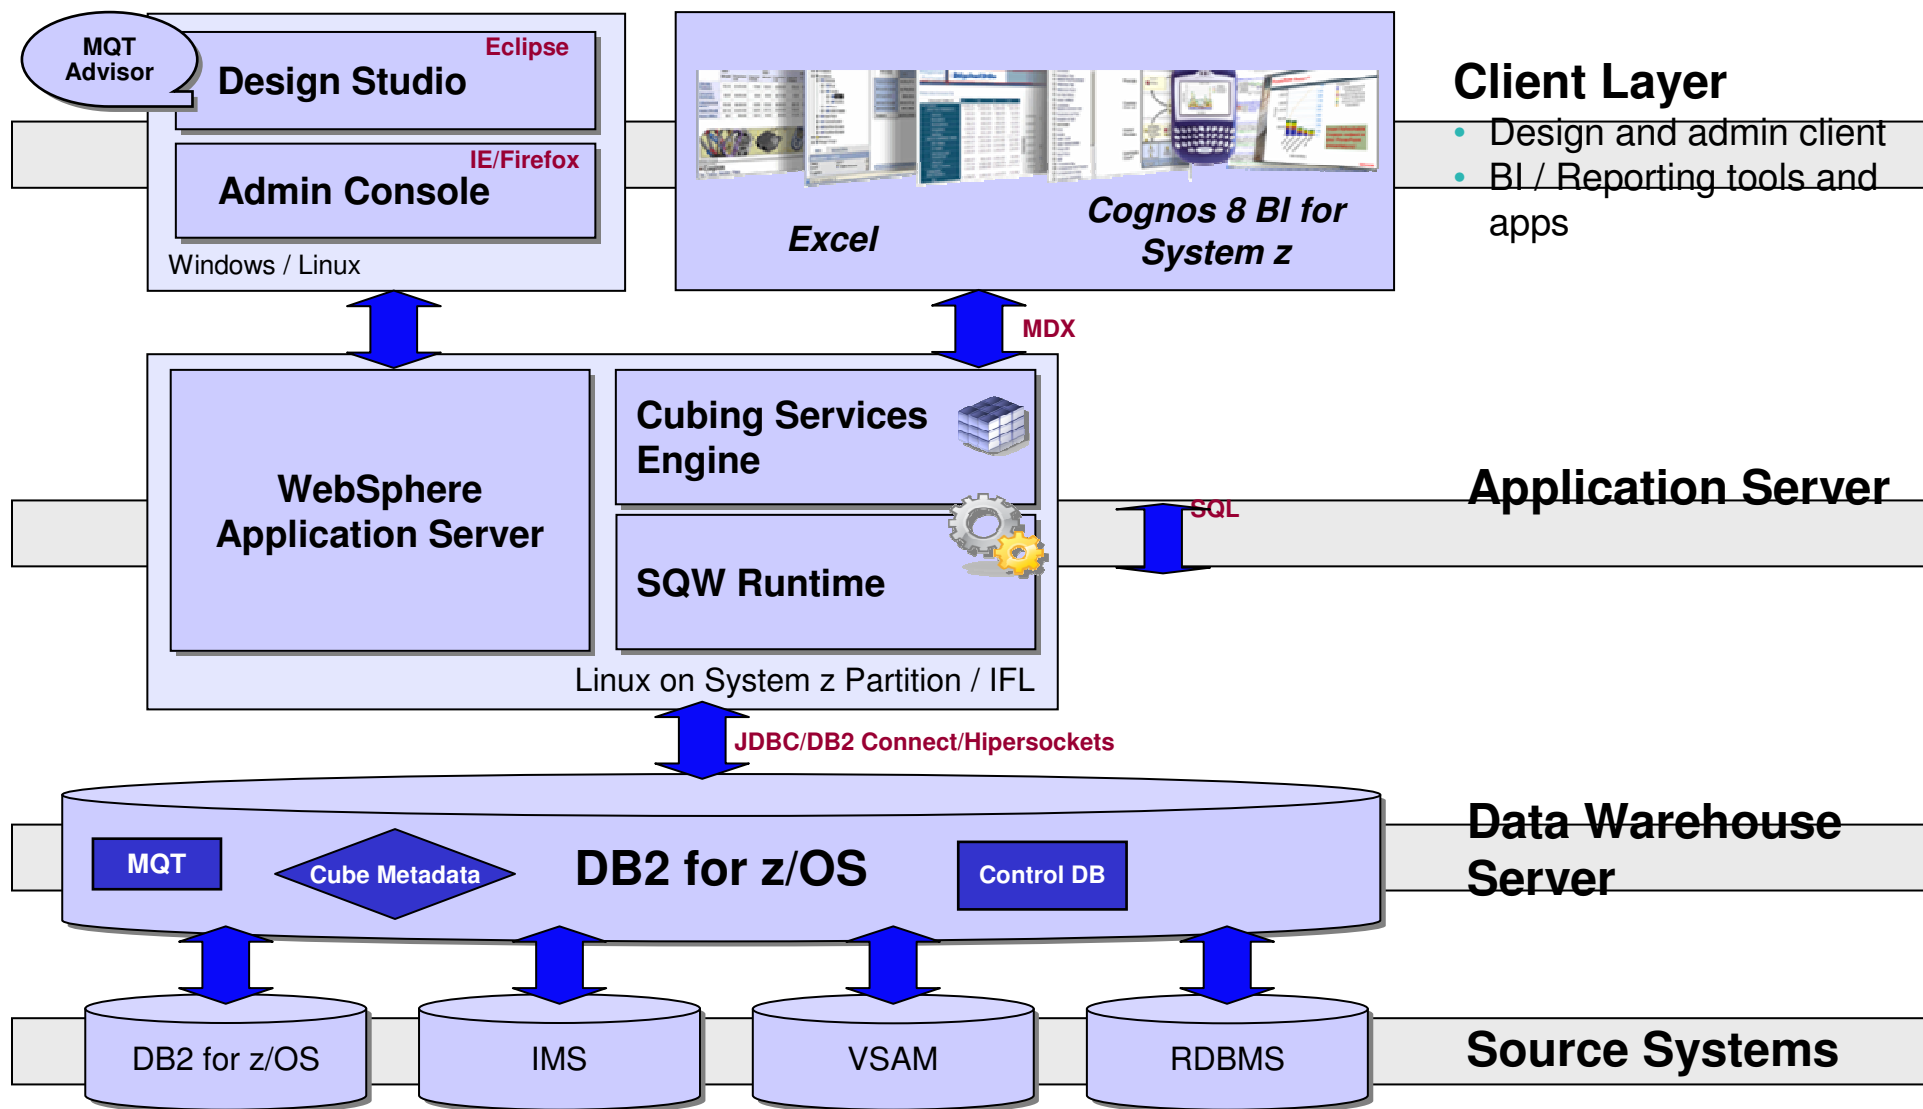 MQT
Advisor
Eclipse
Design Studio
IE/Firefox
Admin Console
Windows / Linux
Excel
Cognos 8 BI for
System z
Client Layer
• Design and admin client
• BI / Reporting tools and
apps
MDX
WebSphere
Application Server
Cubing Services
Engine
SQW Runtime
Linux on System z Partition / IFL
SQL
Application Server
JDBC/DB2 Connect/Hipersockets
MQT
Cube Metadata
DB2 for z/OS
Control DB
Data Warehouse
Server
DB2 for z/OS
IMS
VSAM
RDBMS
Source Systems